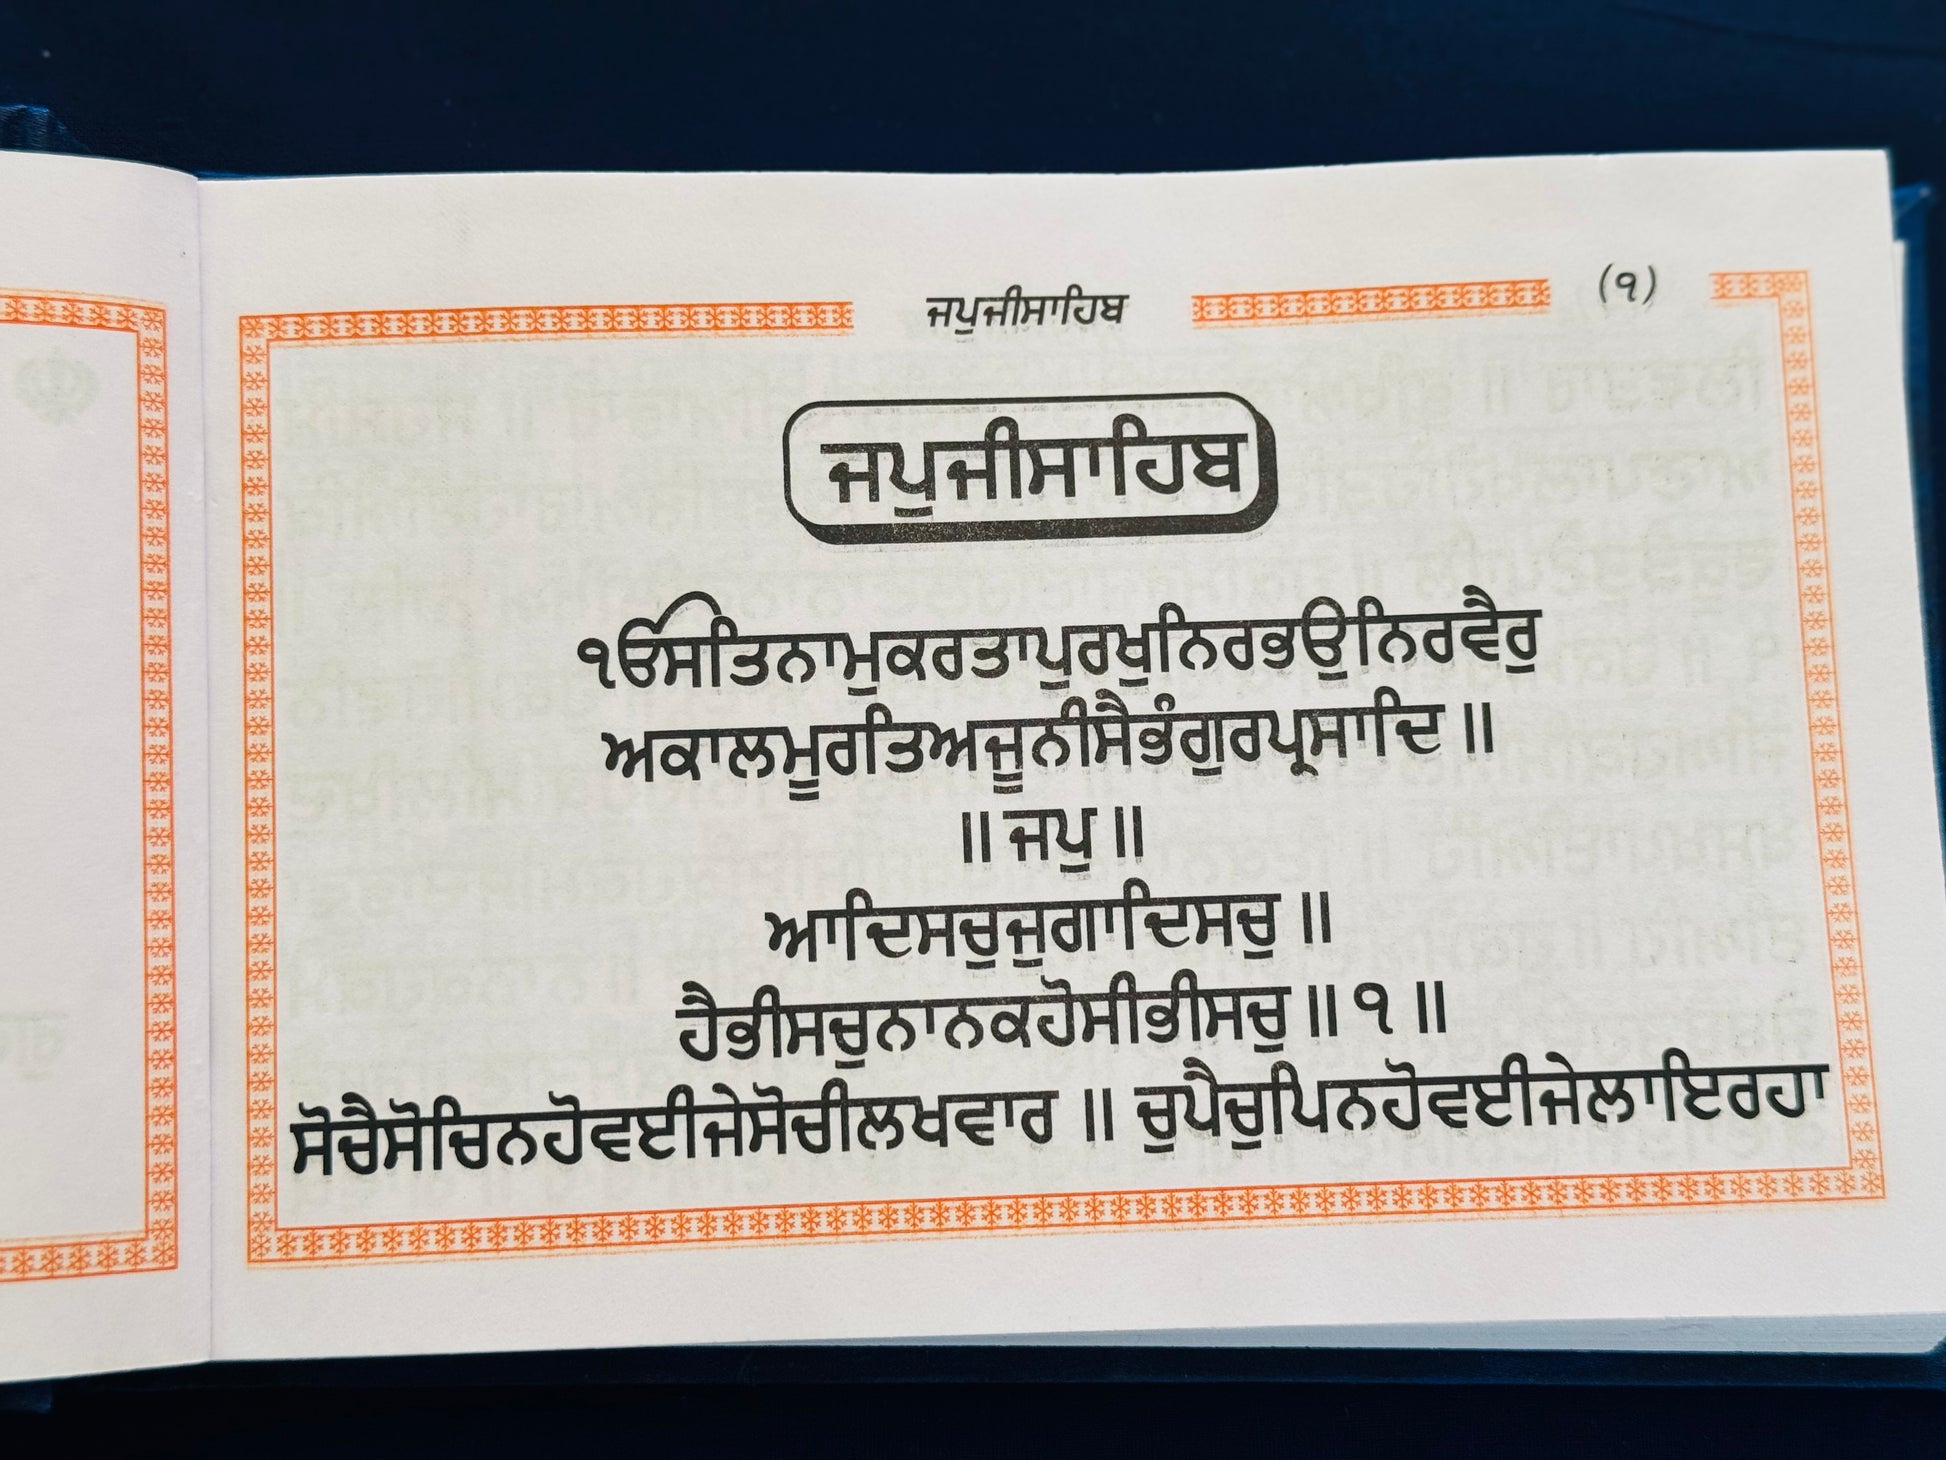 ਜਪੁਜੀਸਾਹਿਬ
(੧)
ਜਪੁਜੀਸਾਹਿਬ
੧ੴਸਤਿਨਾਮੁਕਰਤਾਪੁਰਖੁਨਿਰਭਉਨਿਰਵੈਰੁ
ਅਕਾਲਮੂਰਤਿਅਜੂਨੀਸੈਭੰਗੁਰਪ੍ਰਸਾਦਿ ॥
॥ ਜਪੁ ॥
ਆਦਿਸਚੁਜੁਗਾਦਿਸਚੁ ॥
ਹੈਭੀਸਚੁਨਾਨਕਹੋਸੀਭੀਸਚੁ ॥ ੧ ॥
ਸੋਚੈਸੋਚਿਨਹੋਵਈਜੇਸੋਚੀਲਖਵਾਰ ॥ ਚੁਪੈਚੁਪਿਨਹੋਵਈਜੇਲਾਇਰਹਾ